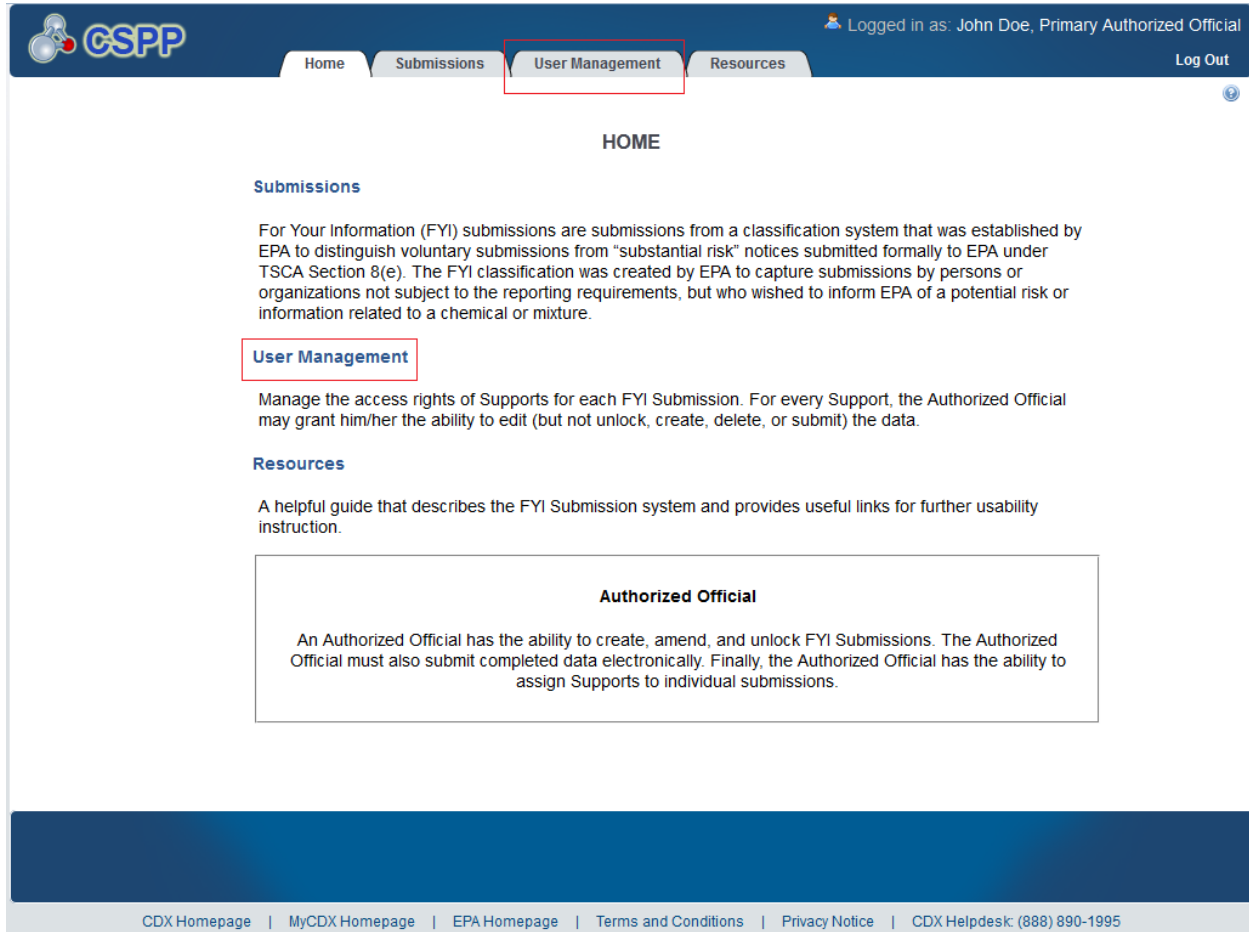 CSPP
Logged in as: John Doe, Primary Authorized Official
Home
Submissions
User Management
Resources
Log Out
HOME
Submissions
For Your Information (FYI) submissions are submissions from a classification system that was established by
EPA to distinguish voluntary submissions from “substantial risk” notices submitted formally to EPA under
TSCA Section 8(e). The FYI classification was created by EPA to capture submissions by persons or
organizations not subject to the reporting requirements, but who wished to inform EPA of a potential risk or
information related to a chemical or mixture.
User Management
Manage the access rights of Supports for each FYI Submission. For every Support, the Authorized Official
may grant him/her the ability to edit (but not unlock, create, delete, or submit) the data.
Resources
A helpful guide that describes the FYI Submission system and provides useful links for further usability
instruction.
Authorized Official
An Authorized Official has the ability to create, amend, and unlock FYI Submissions. The Authorized
Official must also submit completed data electronically. Finally, the Authorized Official has the ability to
assign Supports to individual submissions.
CDX Homepage | MyCDX Homepage | EPA Homepage | Terms and Conditions | Privacy Notice | CDX Helpdesk: (888) 890-1995